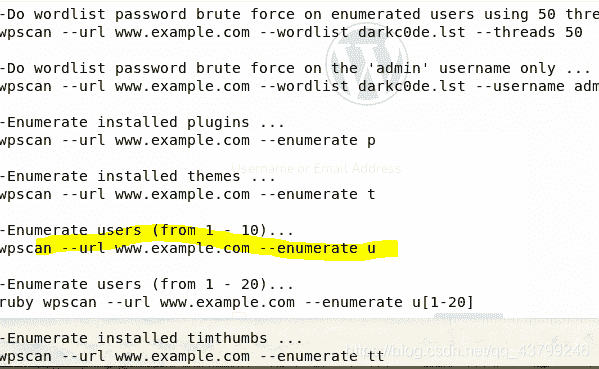 -Do wordlist password brute force on enumerated users using 50 thre
wpscan --url www.example.com --wordlist darkc0de.lst --threads 50
-Do wordlist password brute force on the 'admin' username only ...
wpscan --url www.example.com --wordlist darkc0de.lst --username adm
-Enumerate installed plugins ...
wpscan --url www.example.com --enumerate p
Username or Email Address
-Enumerate installed themes ...
wpscan --url www.example.com --enumerate t
-Enumerate users (from 1 - 10)...
wpscan --url www.example.com --enumerate u
-Enumerate users (from 1 - 20)...
ruby wpscan --url www.example.com --enumerate u[1-20]
-Enumerate installed timthumbs ...
wpscan --url www.example.com --enumerate tt
https://blog.csdn.net/qq_43799246